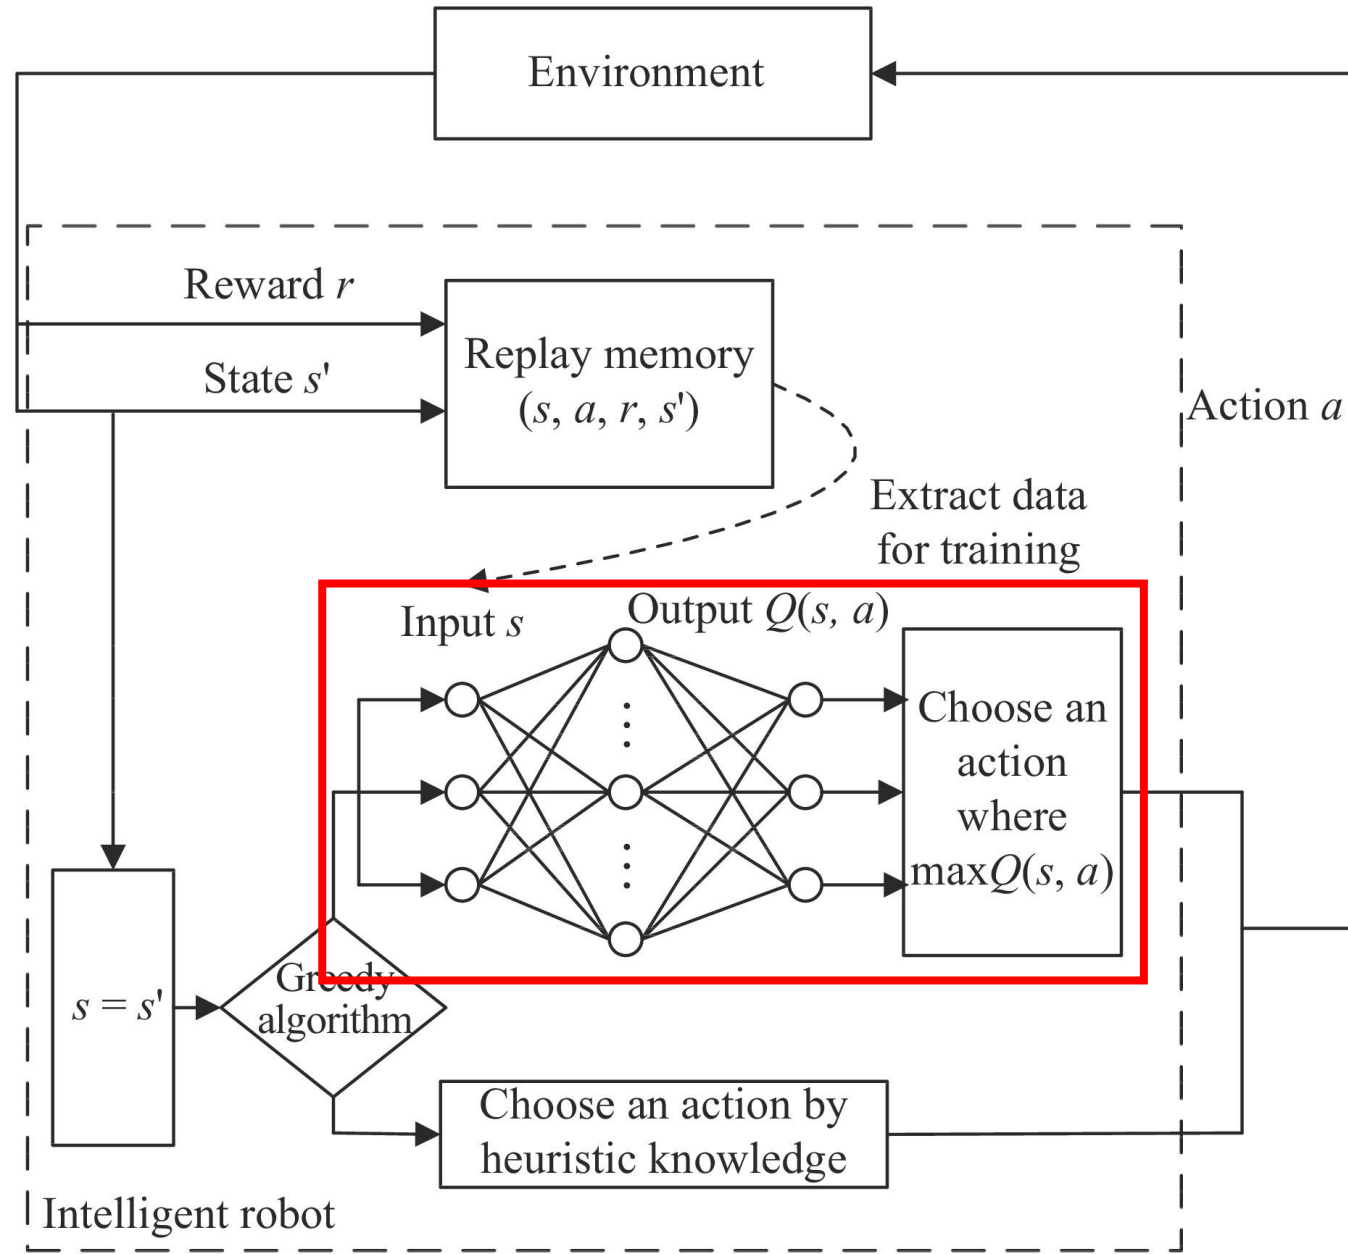 Environment
Reward r
State s'
Replay memory
(s, a, r, s')
Action a
Extract data
for training
Input s
Output Q(s, a)
Choose an
action
where
maxQ(s, a)
s = s'
Greedy
algorithm
Choose an action by
heuristic knowledge
Intelligent robot